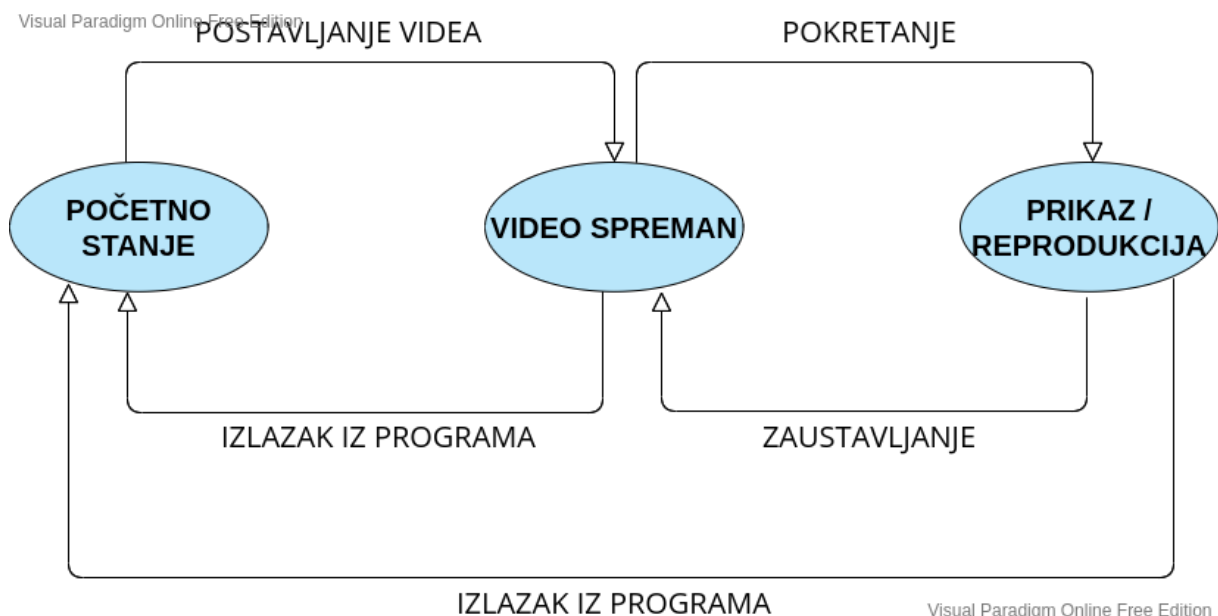 Visual Paradigm Online Free Edition
POSTAVLJANJE VIDEA
POKRETANJE
POČETNO
STANJE
VIDEO SPREMAN
PRIKAZ /
REPRODUKCIJA
IZLAZAK IZ PROGRAMA
ZAUSTAVLJANJE
IZLAZAK IZ PROGRAMA
Visual Paradigm Online Free Edition